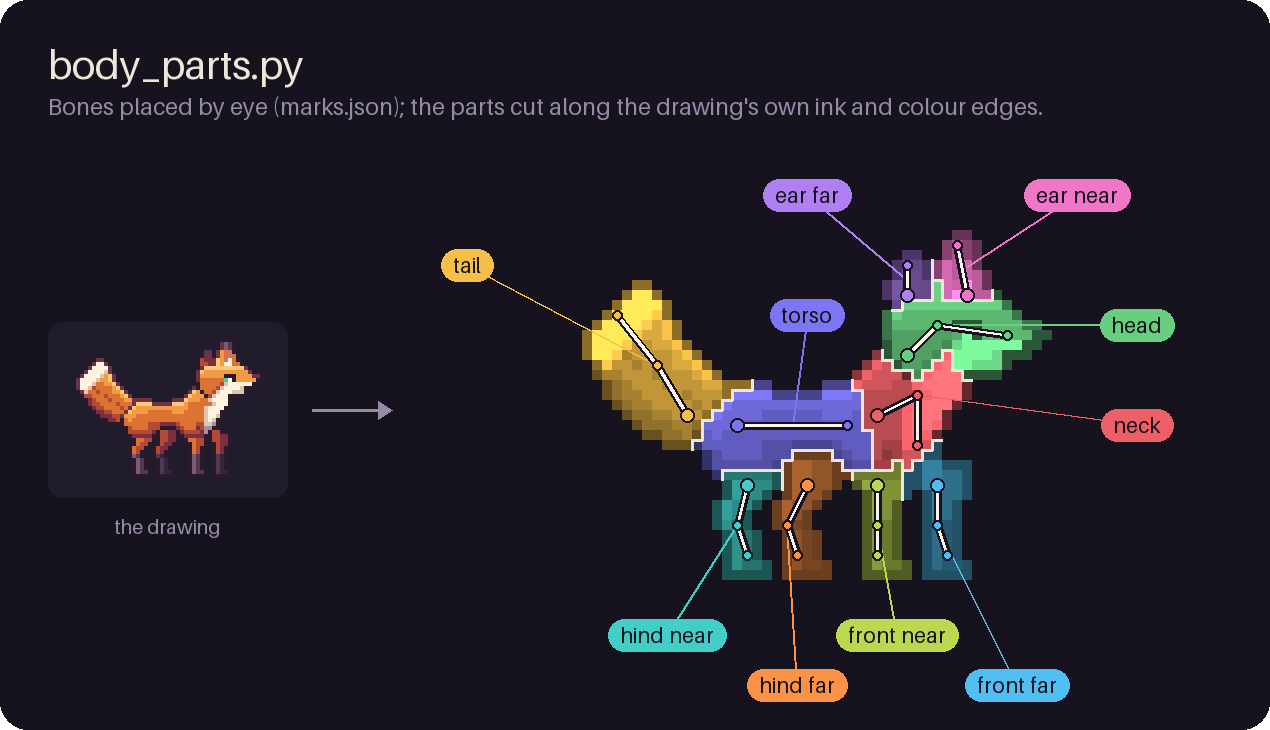 body_parts.py
Bones placed by eye (marks.json); the parts cut along the drawing's own ink and colour edges.
ear far
ear near
tail
torso
head
neck
the drawing
hind near
front near
hind far
front far